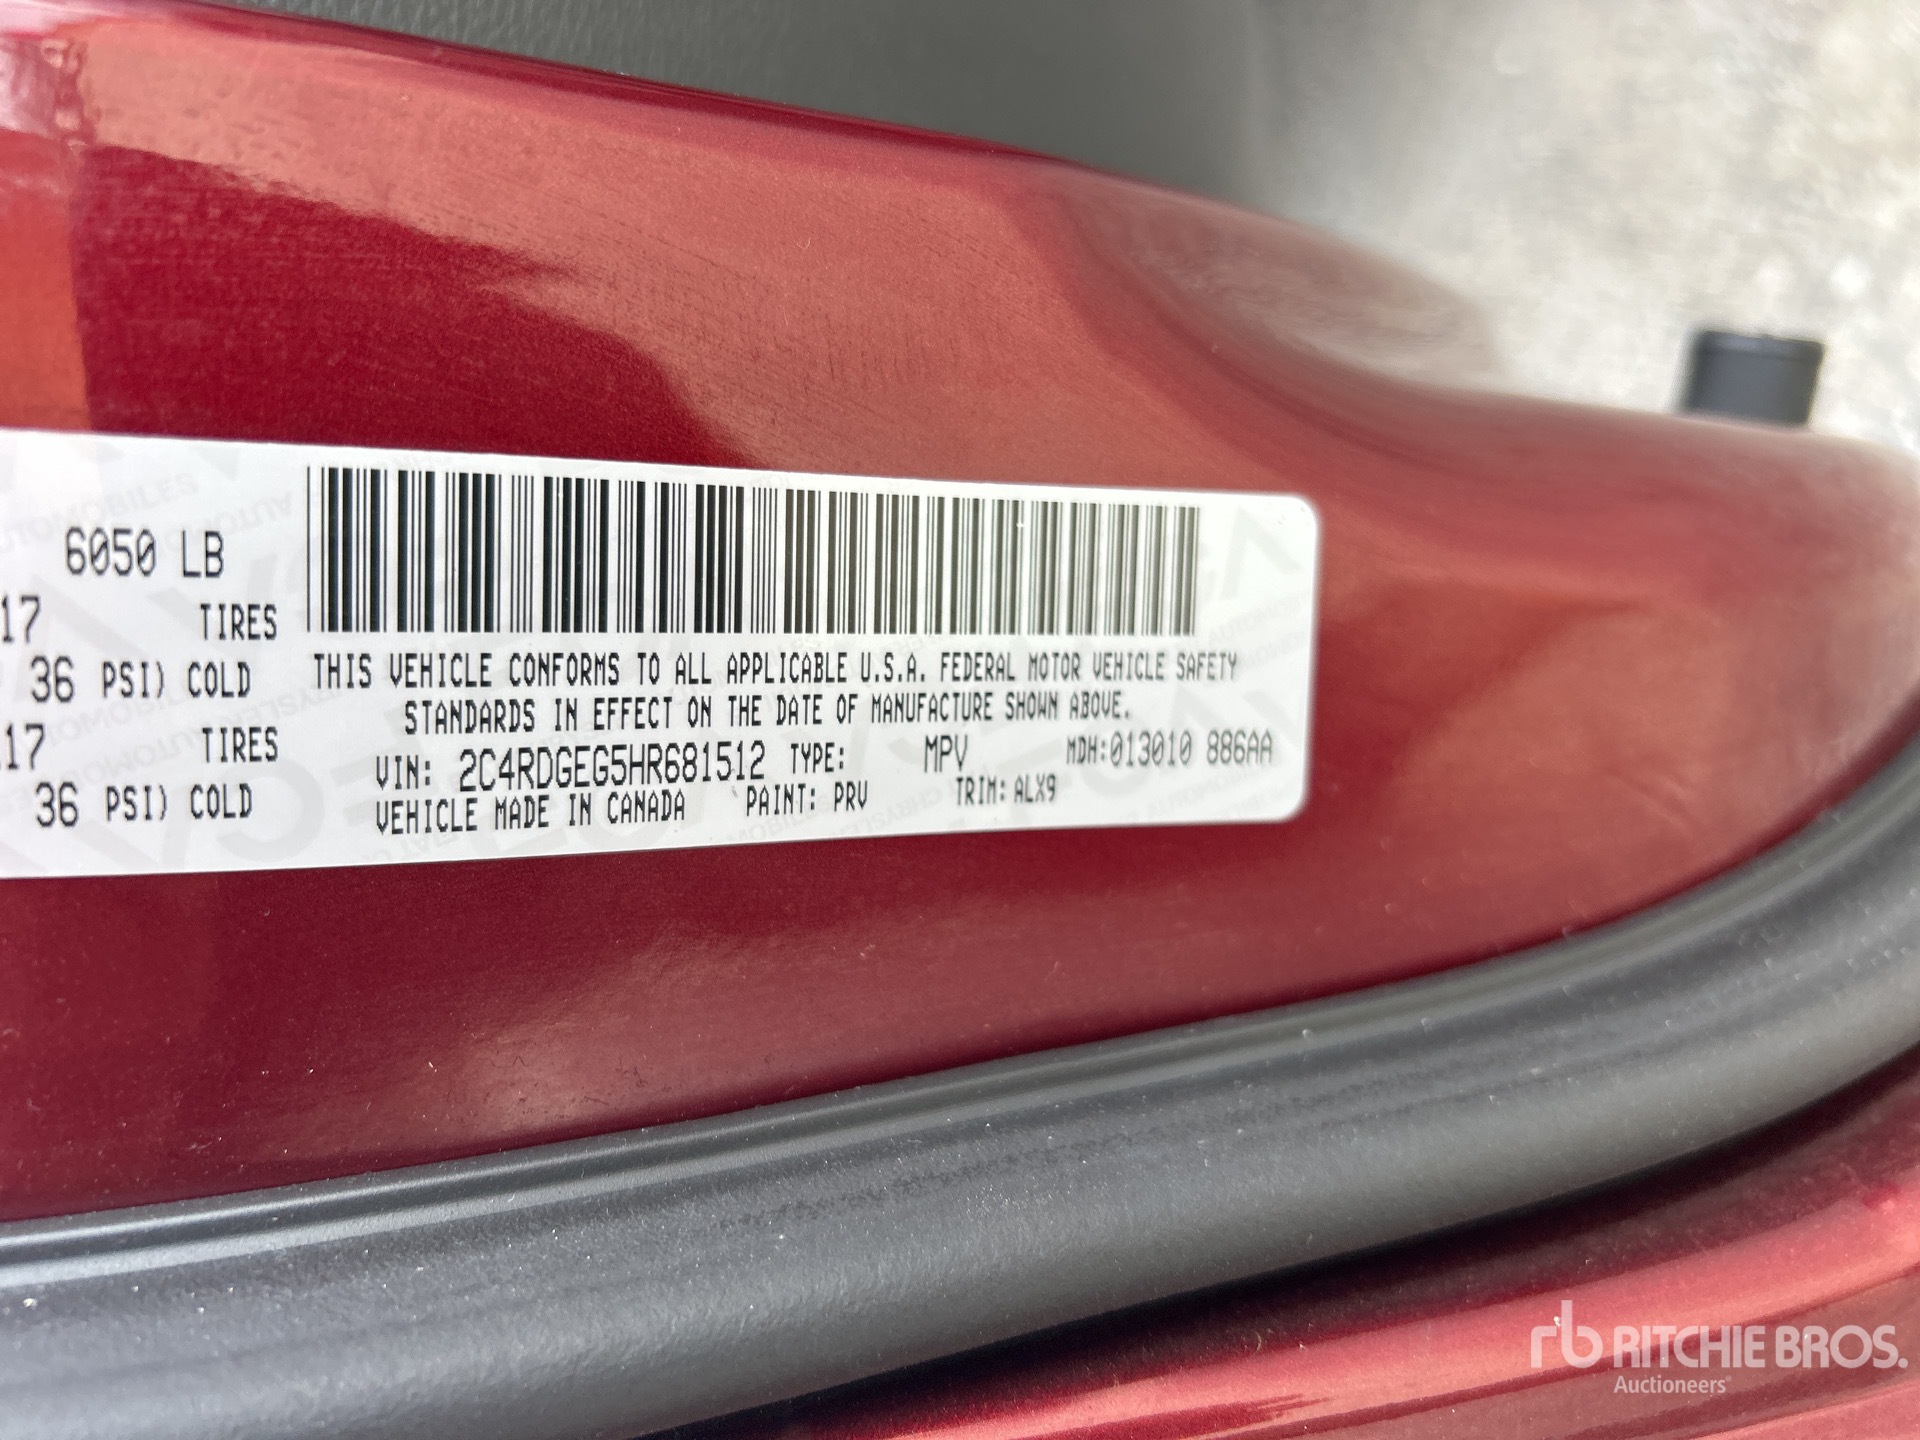 6050 LB
17 TIRES
36 PSI) COLD
17 TIRES
36 PSI) COLD
THIS VEHICLE CONFORMS TO ALL APPLICABLE U.S.A. FEDERAL MOTOR VEHICLE SAFETY
STANDARDS IN EFFECT ON THE DATE OF MANUFACTURE SHOWN ABOVE.
VIN: 2C4RDGEG5HR681512 TYPE: MPV MDH:013010 886AA
VEHICLE MADE IN CANADA PAINT: PRV TRIM: ALX9
rb RITCHIE BROS.
Auctioneers